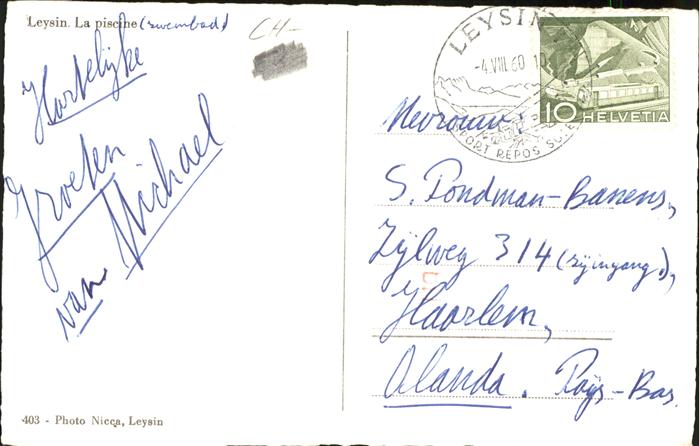 Leysin. La piscine (zwembad)
CH-
Hartelijke
Groeten
van Michael
403 - Photo Nicca, Leysin
LEYSIN
-4.VIII.60
10 HELVETIA
Mevrouw:
S. Pondman-Banens,
Zijlweg 314 (zijingang.),
Haarlem,
Olanda. Pays-Bas.